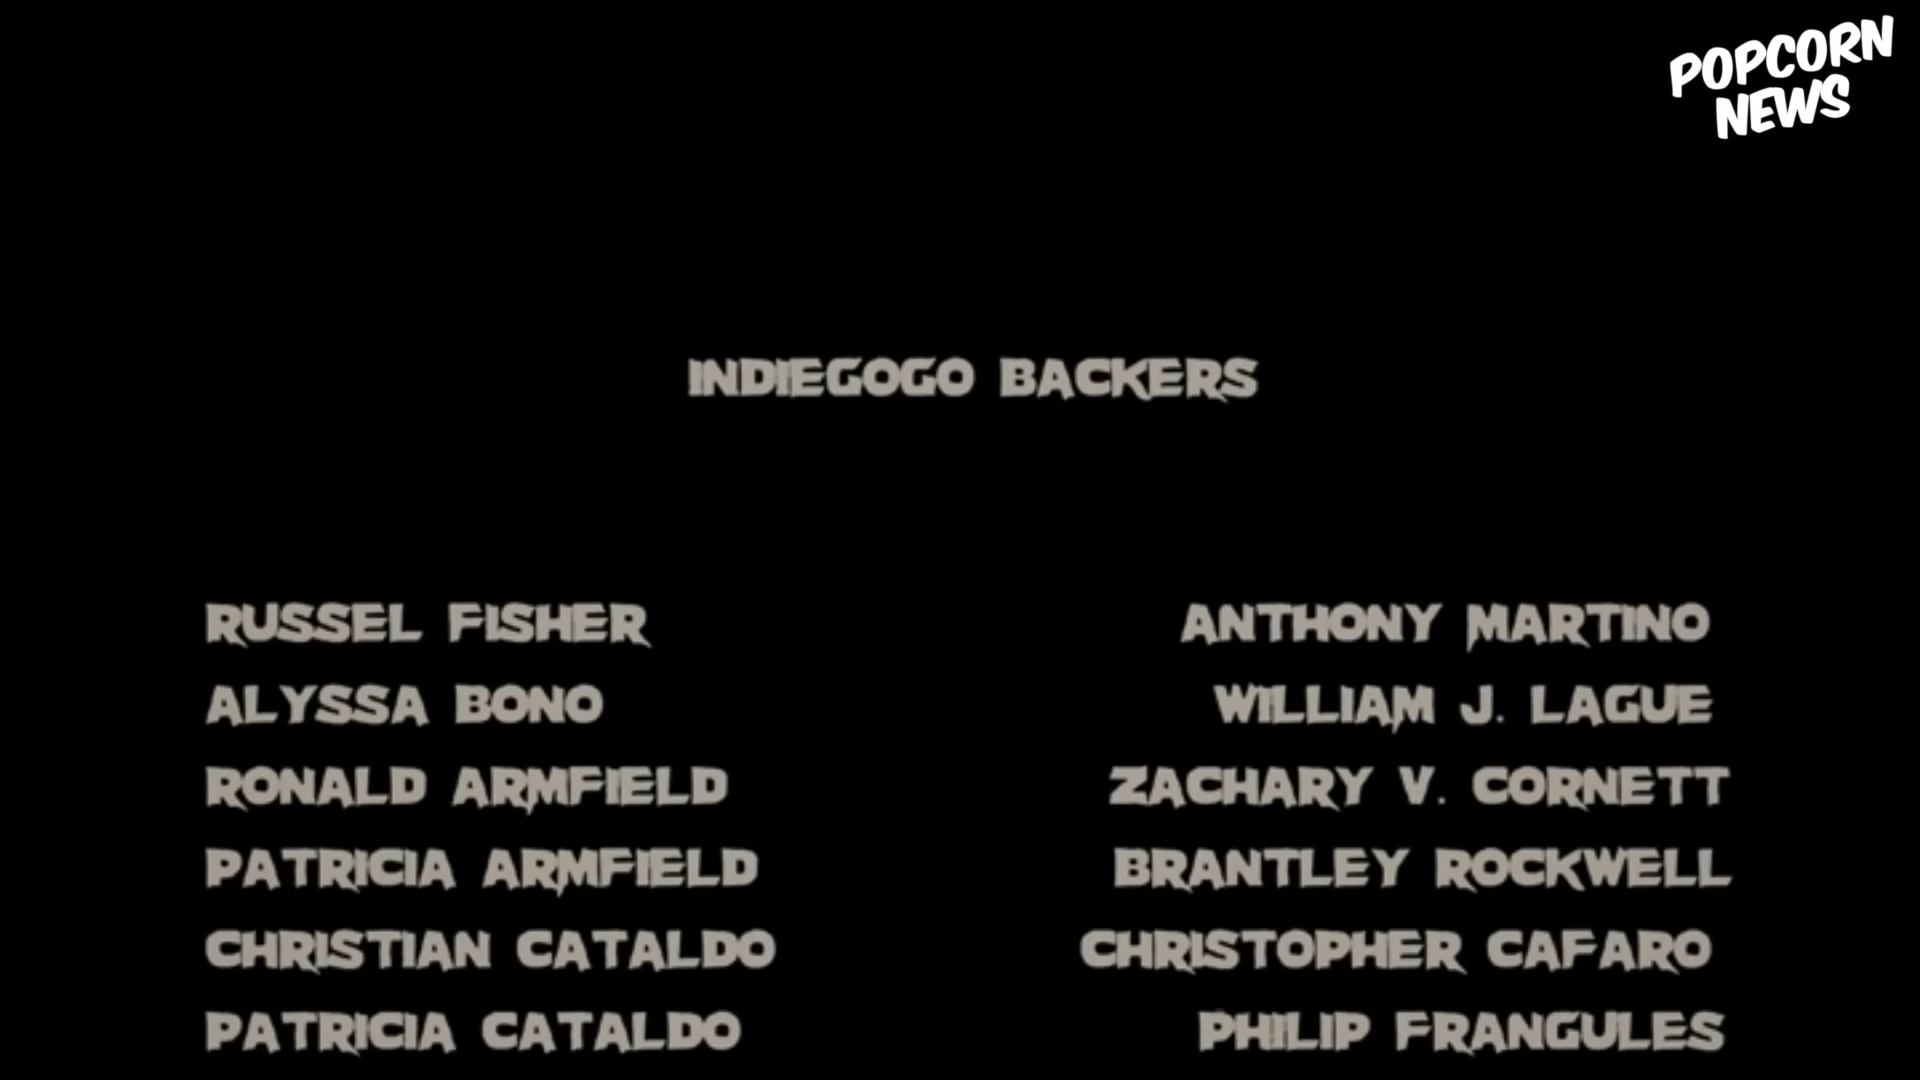 POPCORN
NEWS
INDIEGOGO BACKERS
RUSSEL FISHER
ANTHONY MARTINO
ALYSSA BONO
WILLIAM J. LAGUE
RONALD ARMFIELD
ZACHARY V. CORNETT
PATRICIA ARMFIELD
BRANTLEY ROCKWELL
CHRISTIAN CATALDO
CHRISTOPHER CAFARO
PATRICIA CATALDO
PHILIP FRANGULES